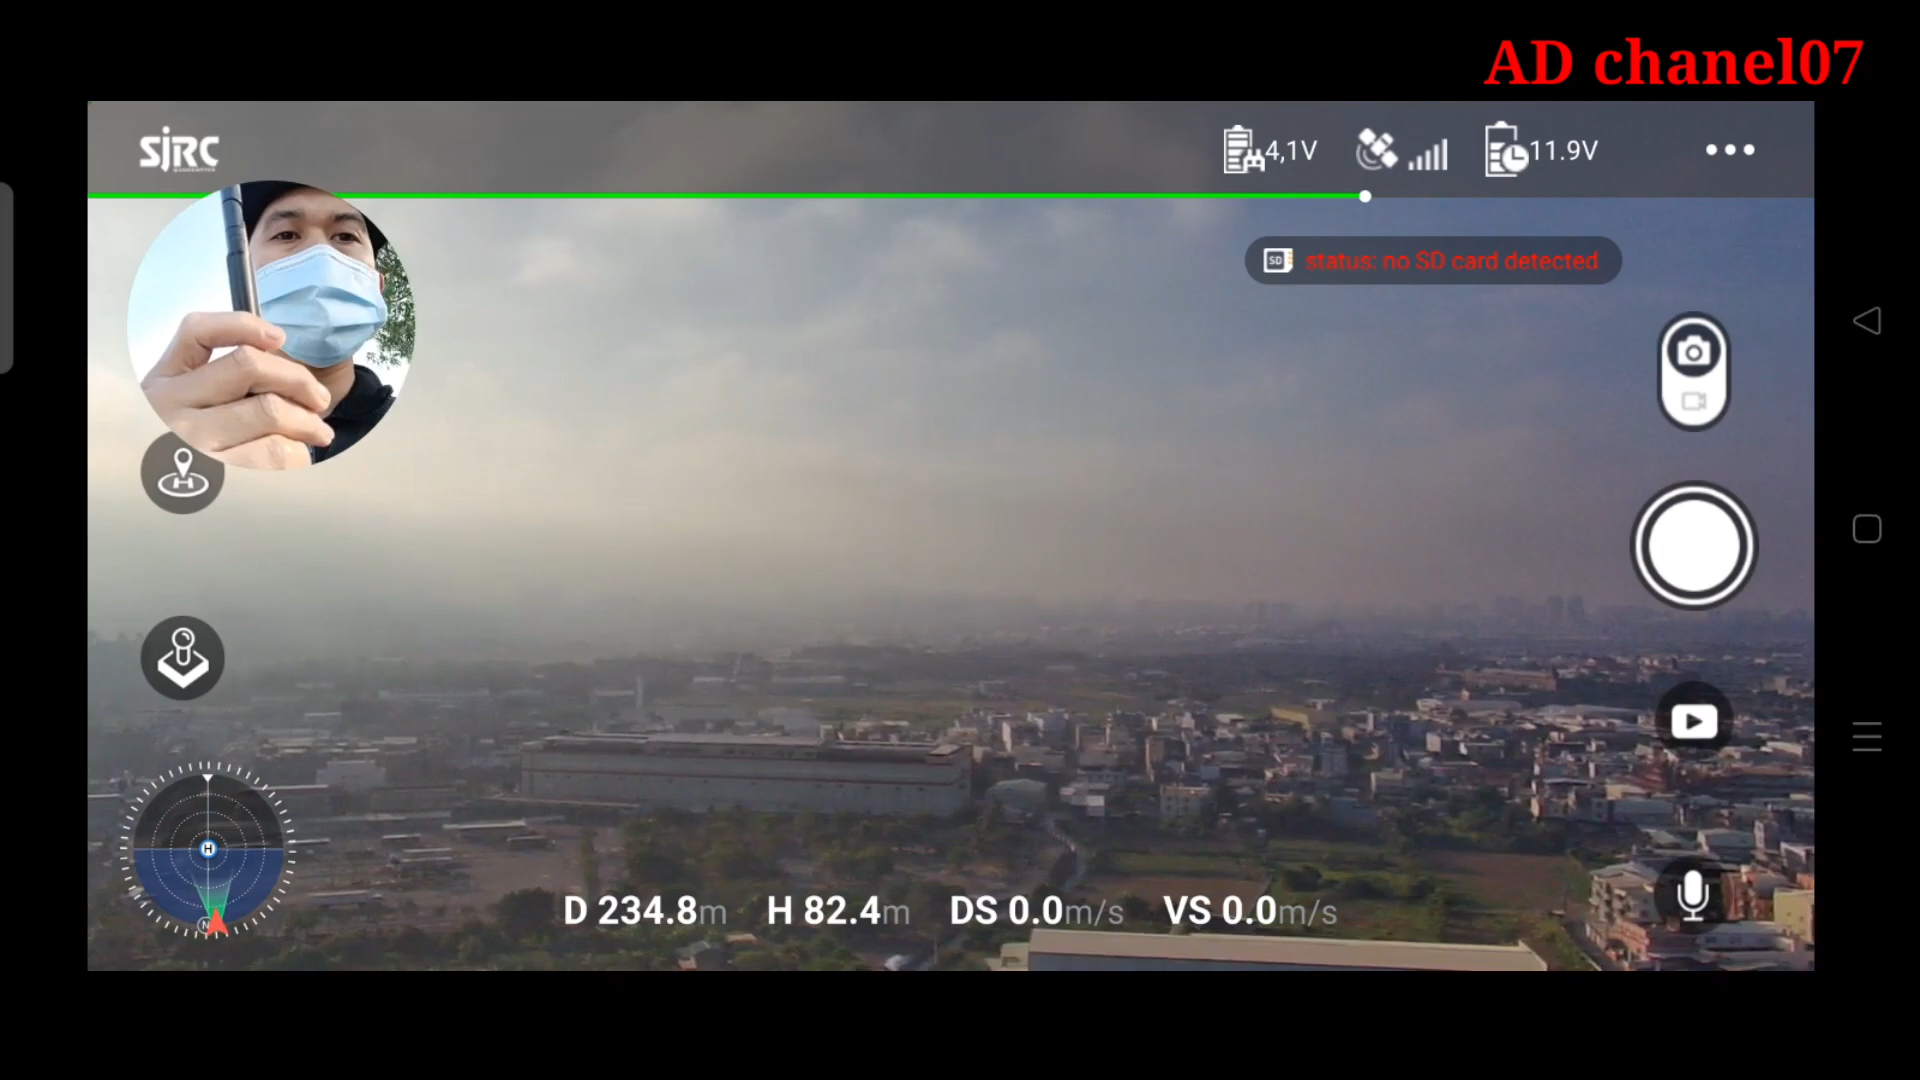 AD chanel07
SJRC
4,1V
11.9V
SD
status: no SD card detected
H
N
D 234.8m H 82.4m DS 0.0m/s VS 0.0m/s